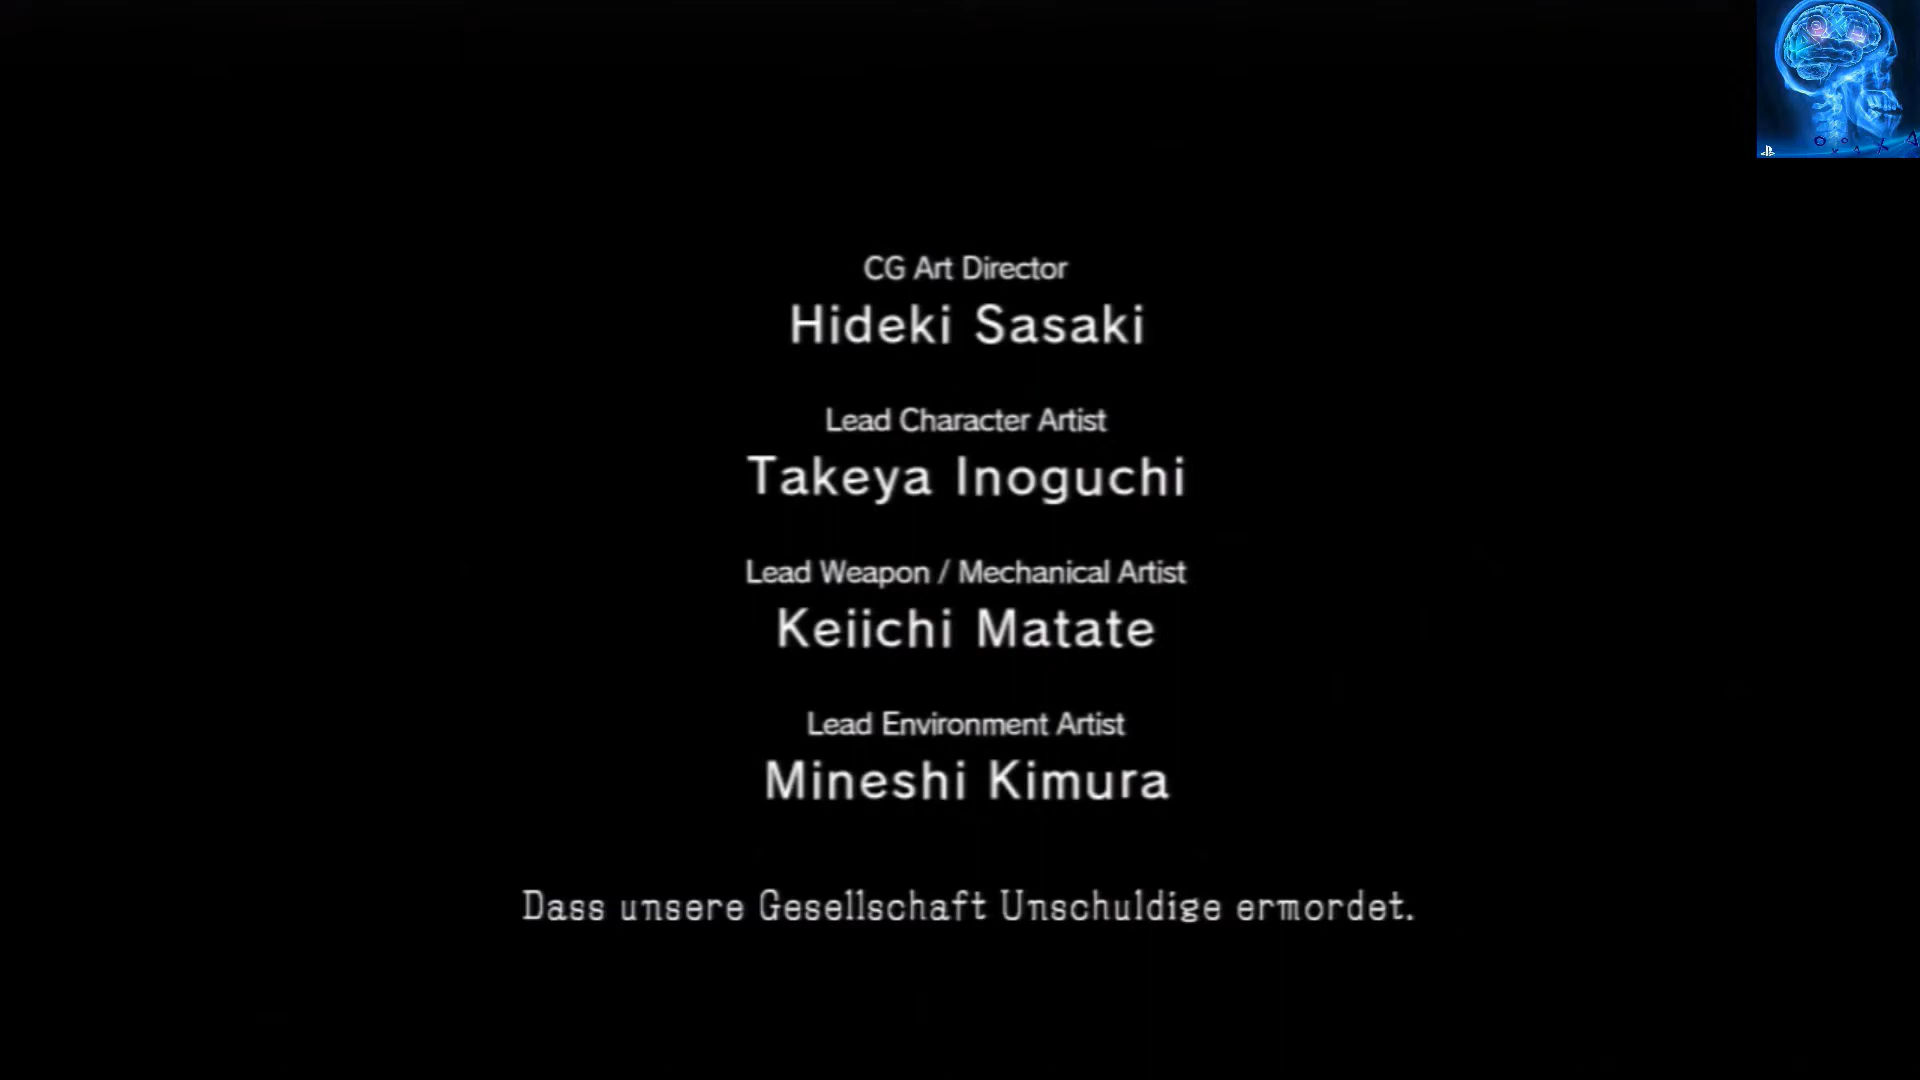 CG Art Director
Hideki Sasaki
Lead Character Artist
Takeya Inoguchi
Lead Weapon / Mechanical Artist
Keiichi Matate
Lead Environment Artist
Mineshi Kimura
Dass unsere Gesellschaft Unschuldige ermordet.